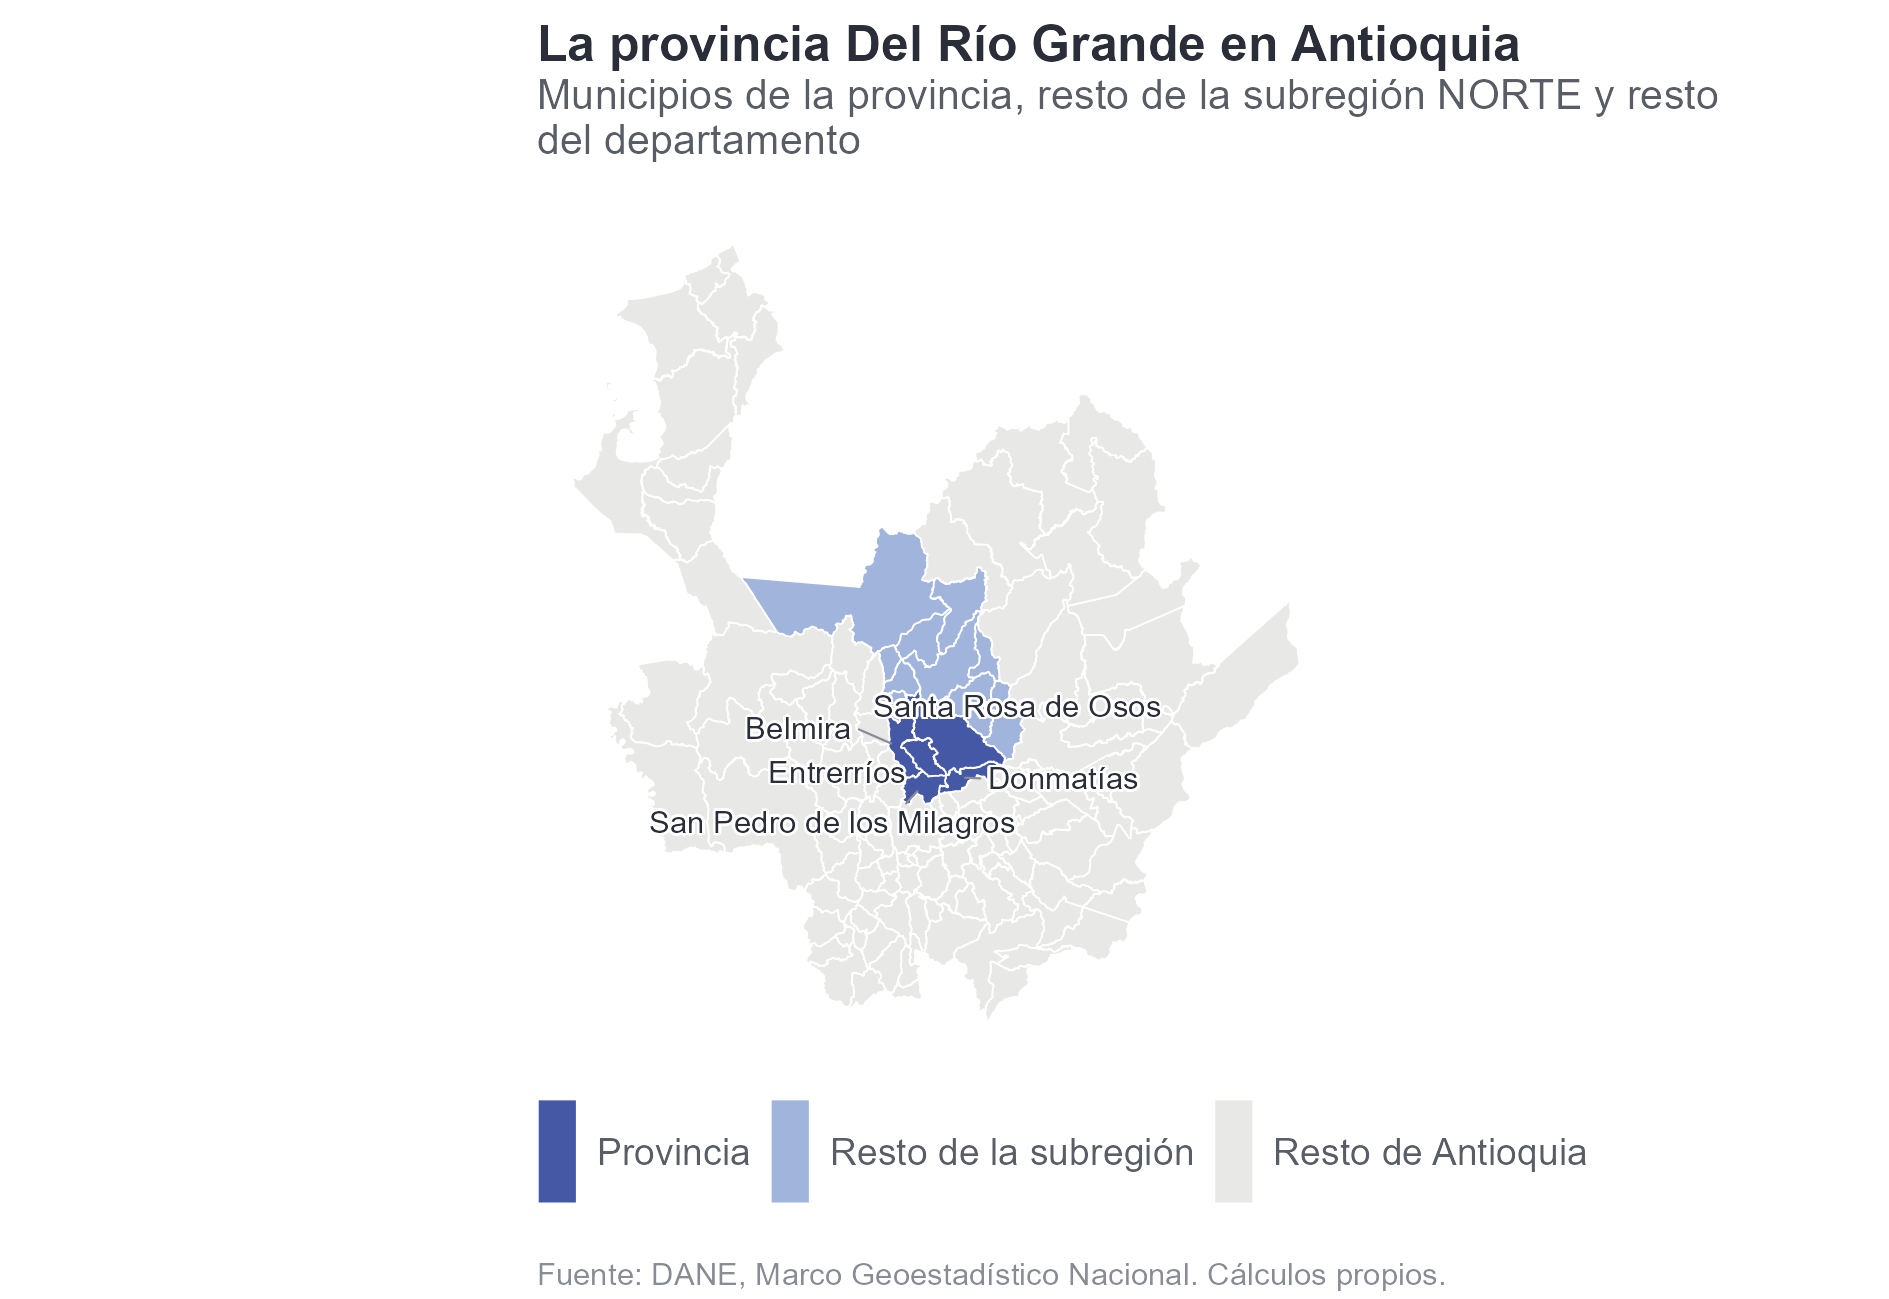 La provincia Del Río Grande en Antioquia
Municipios de la provincia, resto de la subregión NORTE y resto
del departamento
Santa Rosa de Osos
Belmira
Entrerríos
Donmatías
San Pedro de los Milagros
Provincia
Resto de la subregión
Resto de Antioquia
Fuente: DANE, Marco Geoestadístico Nacional. Cálculos propios.